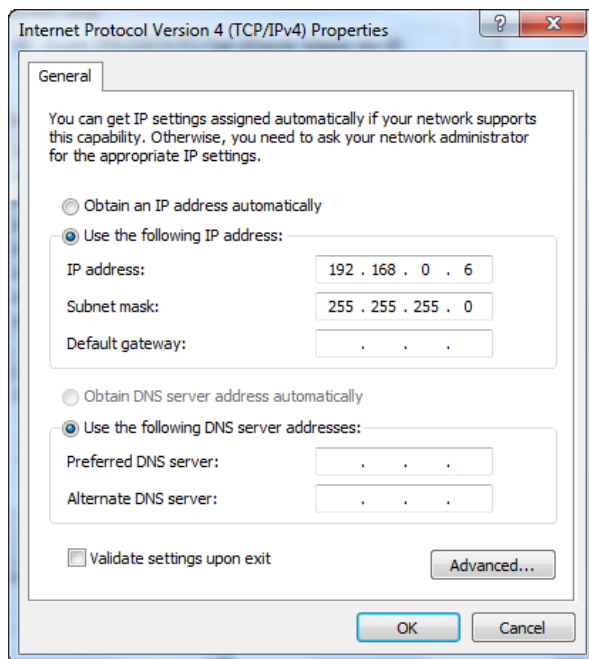 Internet Protocol Version 4 (TCP/IPv4) Properties
General
You can get IP settings assigned automatically if your network supports
this capability. Otherwise, you need to ask your network administrator
for the appropriate IP settings.
Obtain an IP address automatically
Use the following IP address:
IP address: 192 . 168 . 0 . 6
Subnet mask: 255 . 255 . 255 . 0
Default gateway: . . .
Obtain DNS server address automatically
Use the following DNS server addresses:
Preferred DNS server: . . .
Alternate DNS server: . . .
Validate settings upon exit
Advanced...
OK Cancel